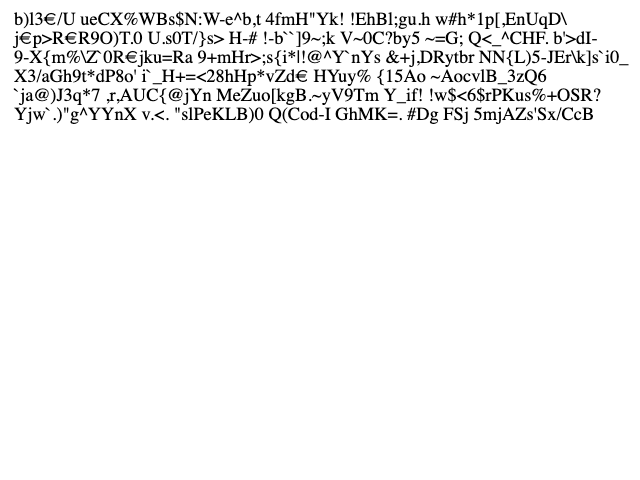 b)l3€/U ueCX%WBs$N:W-e^b,t 4fmH"Yk! !EhBl;gu.h w#h*1p[,EnUqD\
j€p>R€R9O)T.0 U.s0T/}s> H-# !-b``]9~;k V~0C?by5 ~=G; Q<_^CHF. b'>dI-
9-X{m%\Z`0R€jku=Ra 9+mHr>;s{i*l!@^Y`nYs &+j,DRytbr NN{L)5-JEr\k]s`i0_
X3/aGh9t*dP8o' i`_H+=<28hHp*vZd€ HYuy% {15Ao ~AocvlB_3zQ6
`ja@)J3q*7 ,r,AUC{@jYn MeZuo[kgB.~yV9Tm Y_if! !w$<6$rPKus%+OSR?
Yjw`.)"g^YYnX v.<. "slPeKLB)0 Q(Cod-I GhMK=. #Dg FSj 5mjAZs'Sx/CcB